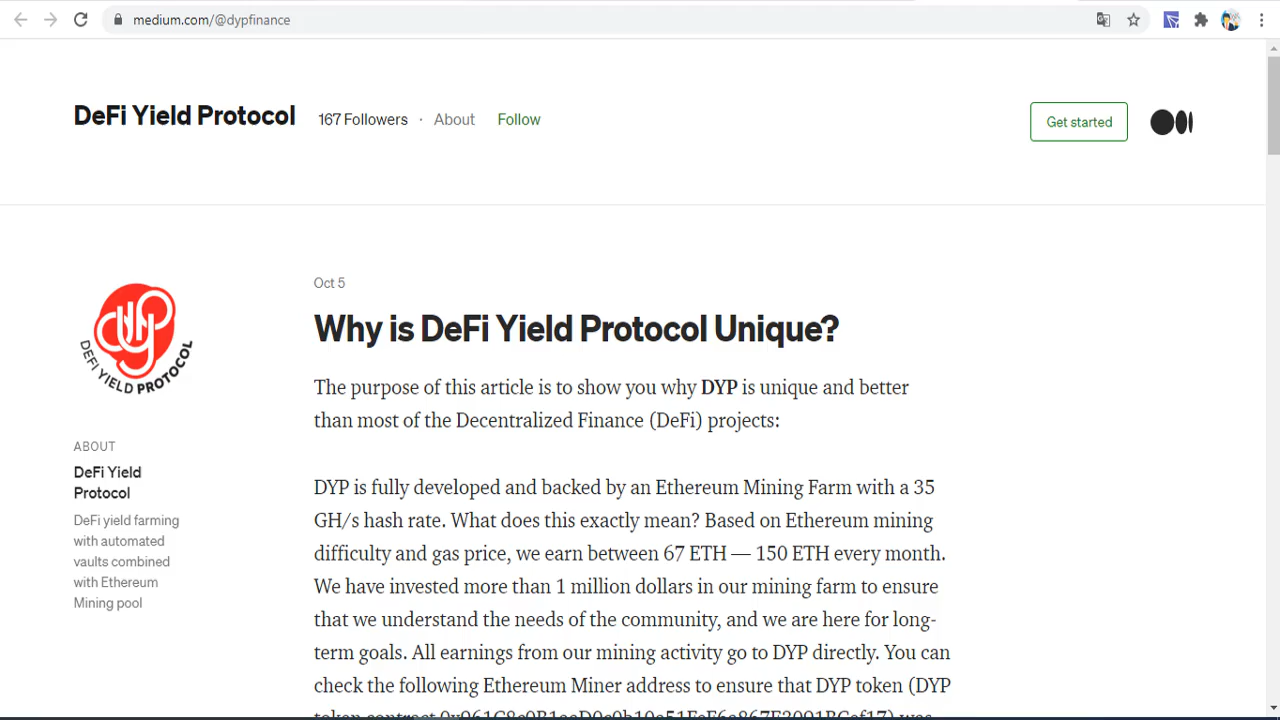 medium.com/@dypfinance
DeFi Yield Protocol 167 Followers · About Follow Get started
DYP
DEFI YIELD PROTOCOL
ABOUT
DeFi Yield
Protocol
DeFi yield farming
with automated
vaults combined
with Ethereum
Mining pool
Oct 5
Why is DeFi Yield Protocol Unique?
The purpose of this article is to show you why DYP is unique and better
than most of the Decentralized Finance (DeFi) projects:
DYP is fully developed and backed by an Ethereum Mining Farm with a 35
GH/s hash rate. What does this exactly mean? Based on Ethereum mining
difficulty and gas price, we earn between 67 ETH — 150 ETH every month.
We have invested more than 1 million dollars in our mining farm to ensure
that we understand the needs of the community, and we are here for long-
term goals. All earnings from our mining activity go to DYP directly. You can
check the following Ethereum Miner address to ensure that DYP token (DYP
token contract